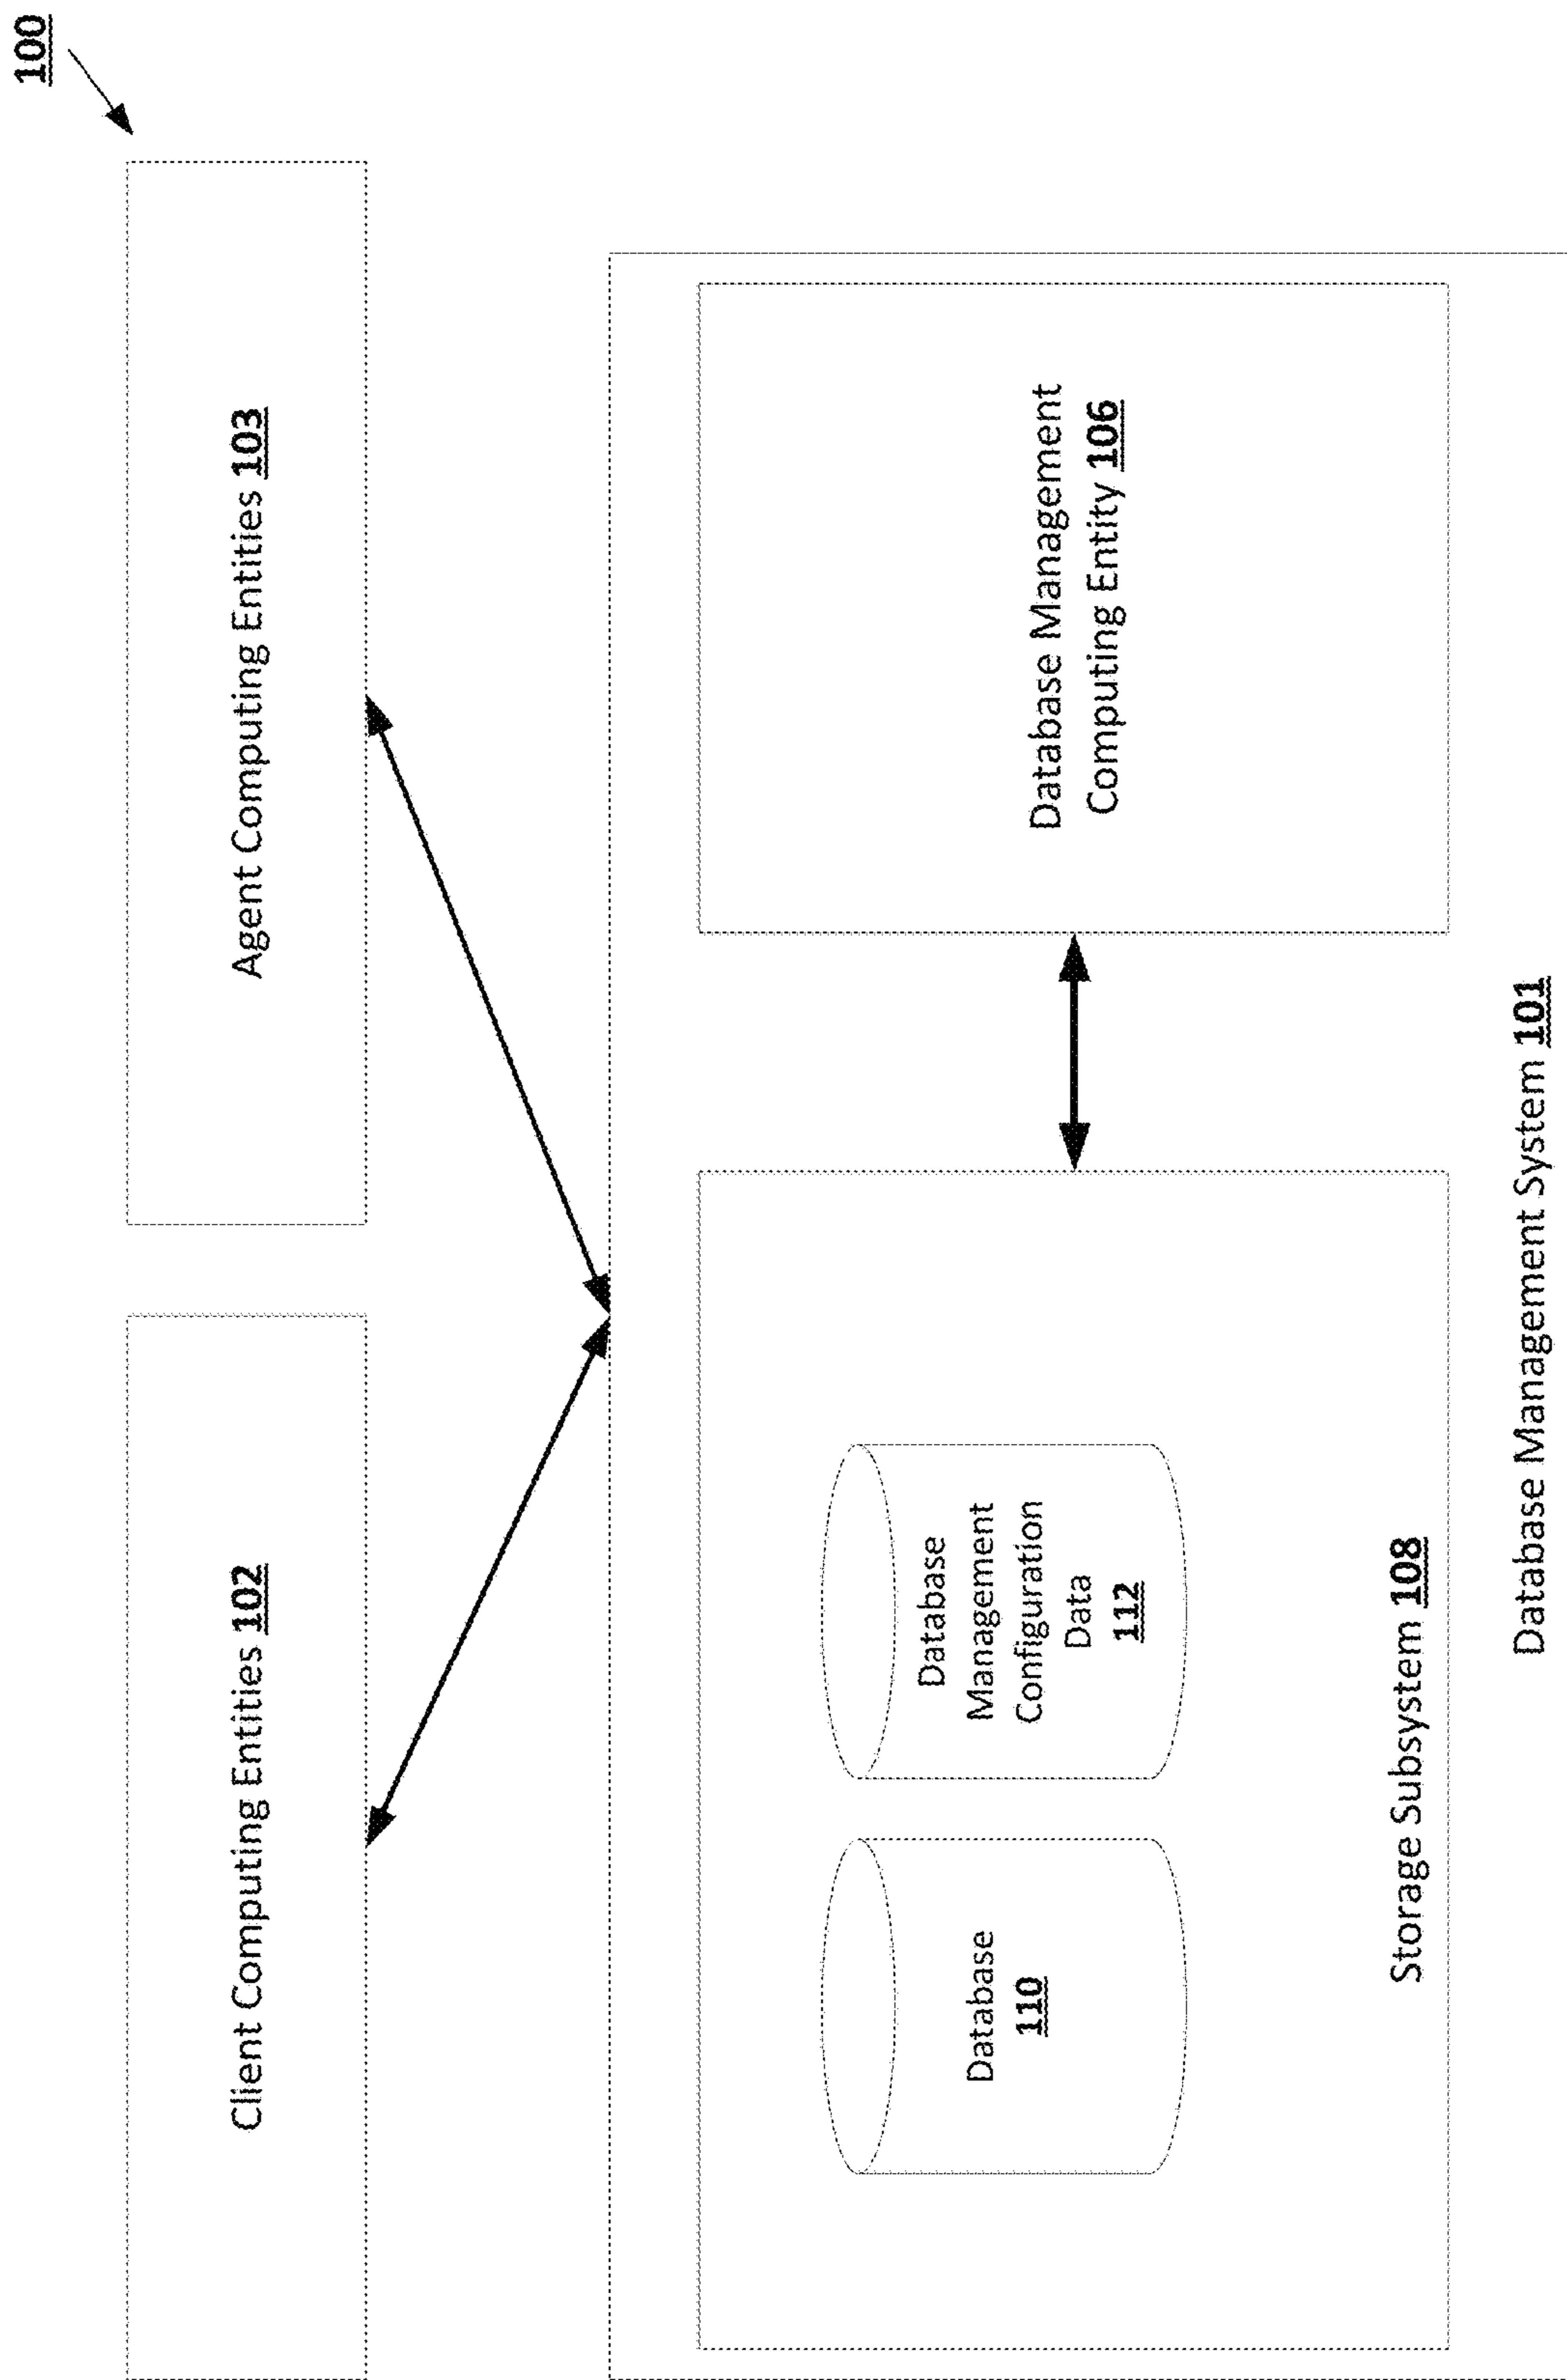 100
Client Computing Entities 102
Agent Computing Entities 103
Database
110
Database
Management
Configuration
Data
112
Storage Subsystem 108
Database Management
Computing Entity 106
Database Management System 101